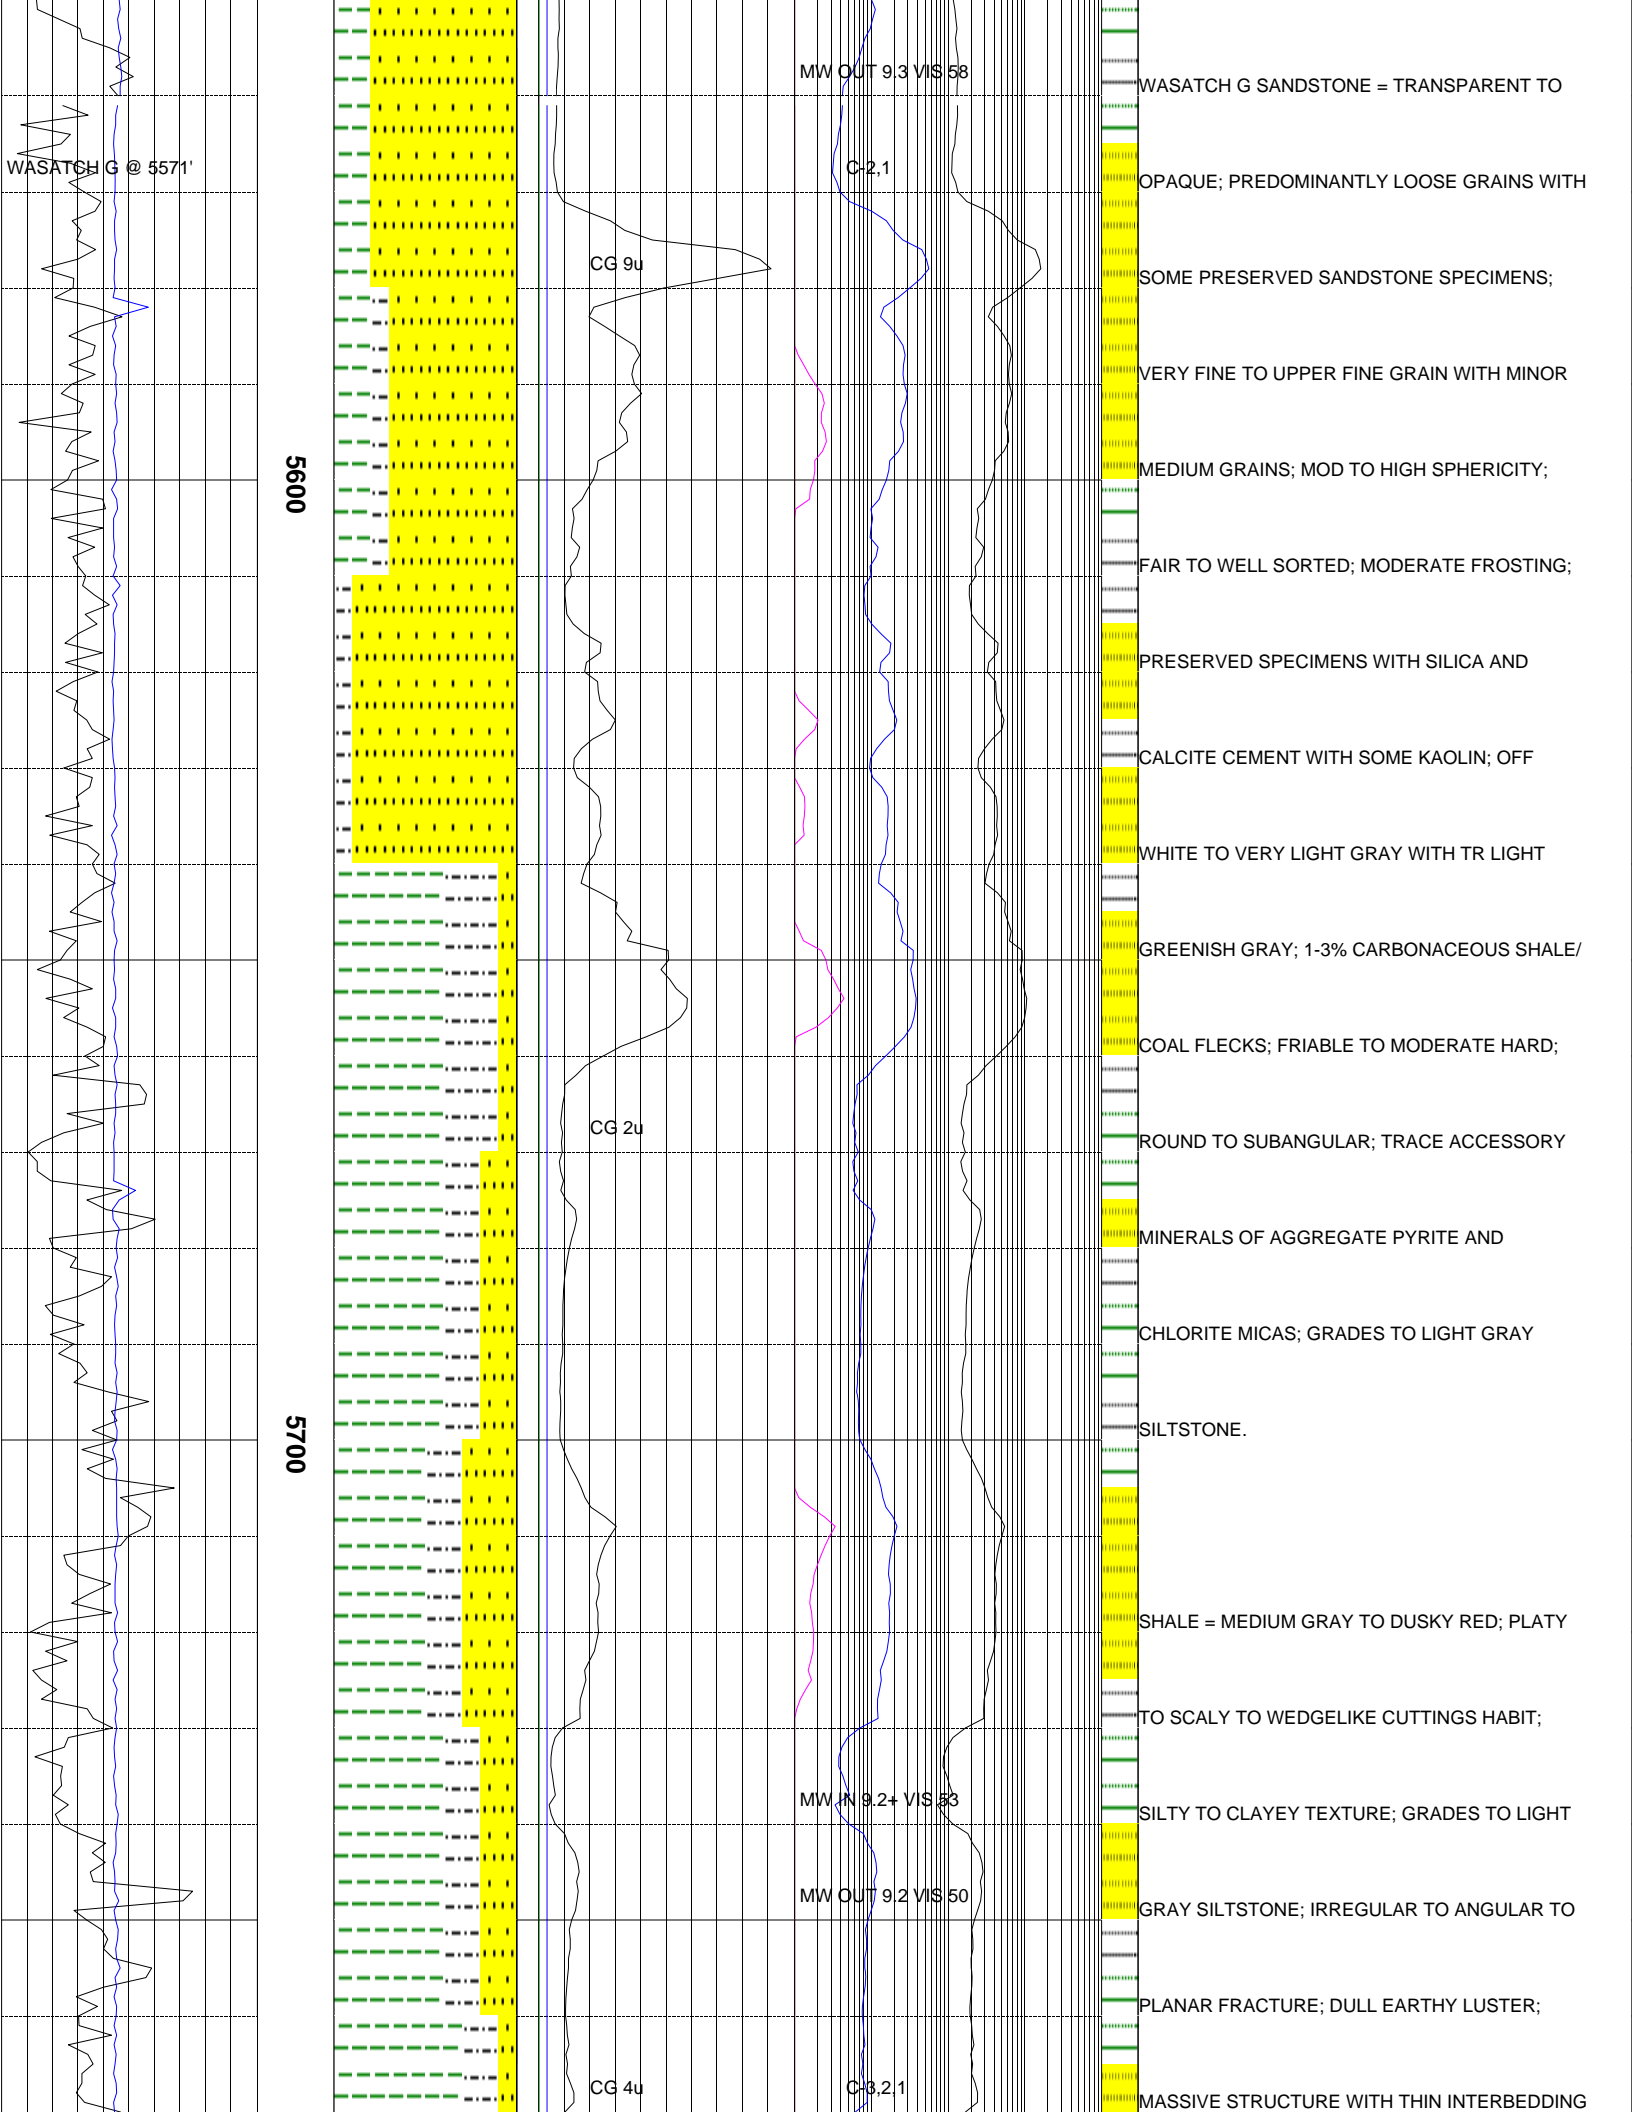 MW OUT 9.3 VIS 58
WASATCH G SANDSTONE = TRANSPARENT TO
WASATCH G @ 5571'
C-2,1
OPAQUE; PREDOMINANTLY LOOSE GRAINS WITH
CG 9u
SOME PRESERVED SANDSTONE SPECIMENS;
VERY FINE TO UPPER FINE GRAIN WITH MINOR
5600
MEDIUM GRAINS; MOD TO HIGH SPHERICITY;
FAIR TO WELL SORTED; MODERATE FROSTING;
PRESERVED SPECIMENS WITH SILICA AND
CALCITE CEMENT WITH SOME KAOLIN; OFF
WHITE TO VERY LIGHT GRAY WITH TR LIGHT
GREENISH GRAY; 1-3% CARBONACEOUS SHALE/
COAL FLECKS; FRIABLE TO MODERATE HARD;
CG 2u
ROUND TO SUBANGULAR; TRACE ACCESSORY
MINERALS OF AGGREGATE PYRITE AND
CHLORITE MICAS; GRADES TO LIGHT GRAY
5700
SILTSTONE.
SHALE = MEDIUM GRAY TO DUSKY RED; PLATY
TO SCALY TO WEDGELIKE CUTTINGS HABIT;
MW IN 9.2+ VIS 53
SILTY TO CLAYEY TEXTURE; GRADES TO LIGHT
MW OUT 9.2 VIS 50
GRAY SILTSTONE; IRREGULAR TO ANGULAR TO
PLANAR FRACTURE; DULL EARTHY LUSTER;
CG 4u
C-3,2,1
MASSIVE STRUCTURE WITH THIN INTERBEDDING